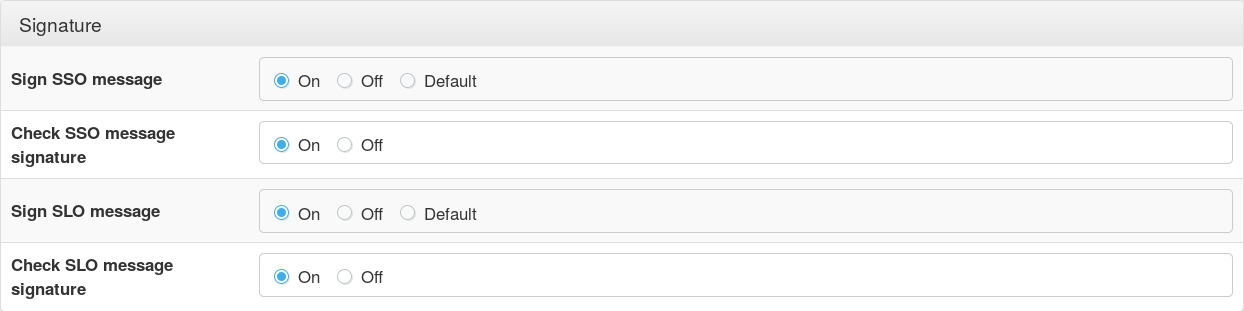 Signature
Sign SSO message
On Off Default
Check SSO message
signature
On Off
Sign SLO message
On Off Default
Check SLO message
signature
On Off